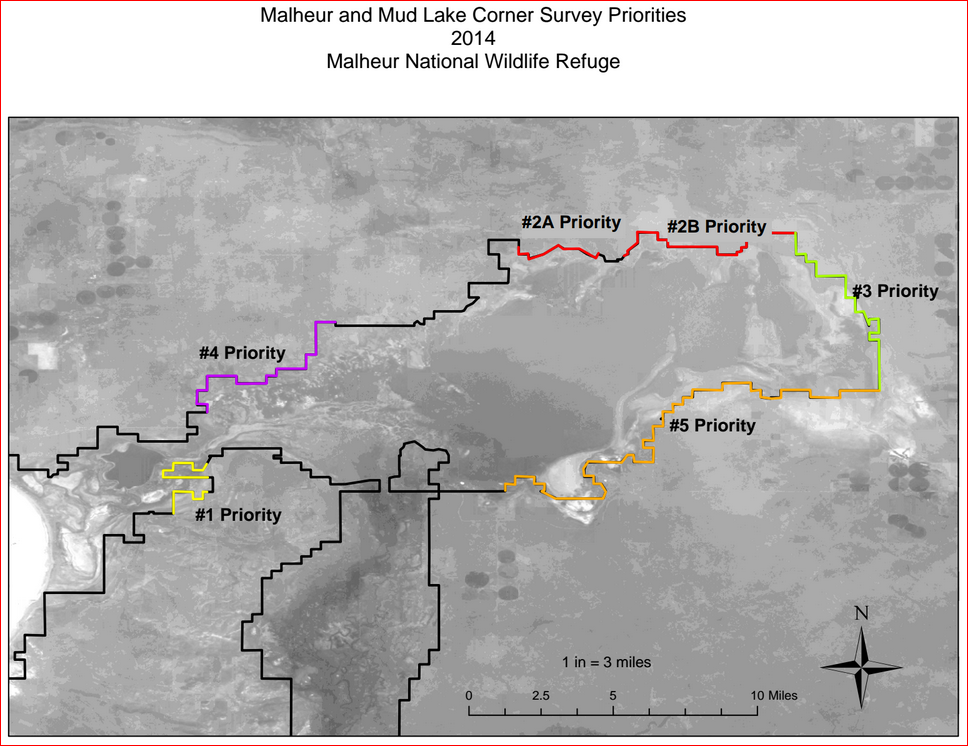 Malheur and Mud Lake Corner Survey Priorities
2014
Malheur National Wildlife Refuge
#2A Priority
#2B Priority
#3 Priority
#4 Priority
#5 Priority
#1 Priority
N
1 in = 3 miles
0 2.5 5 10 Miles